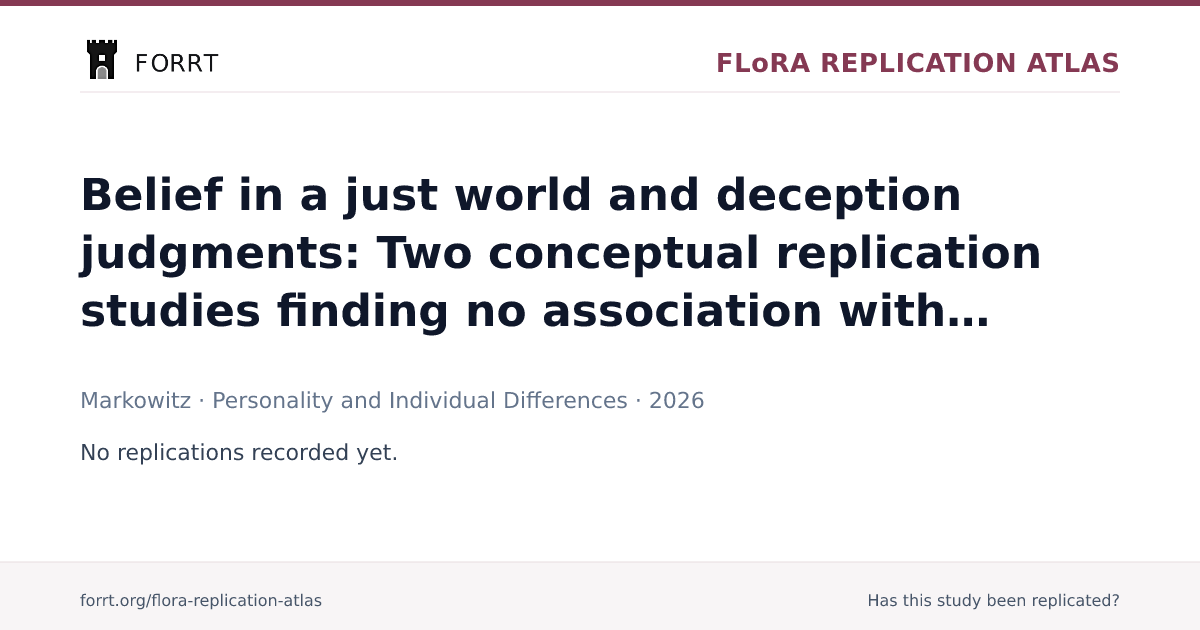 FORRT
FLoRA REPLICATION ATLAS
Belief in a just world and deception
judgments: Two conceptual replication
studies finding no association with…
Markowitz · Personality and Individual Differences · 2026
No replications recorded yet.
forrt.org/flora-replication-atlas
Has this study been replicated?